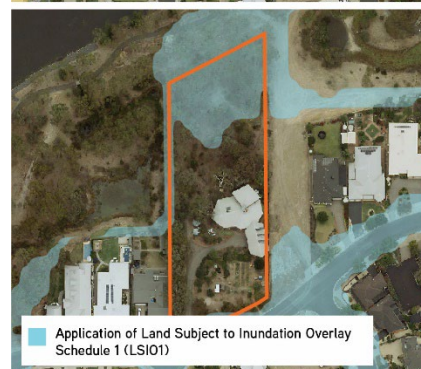 Application of Land Subject to Inundation Overlay
Schedule 1 (LSIO1)